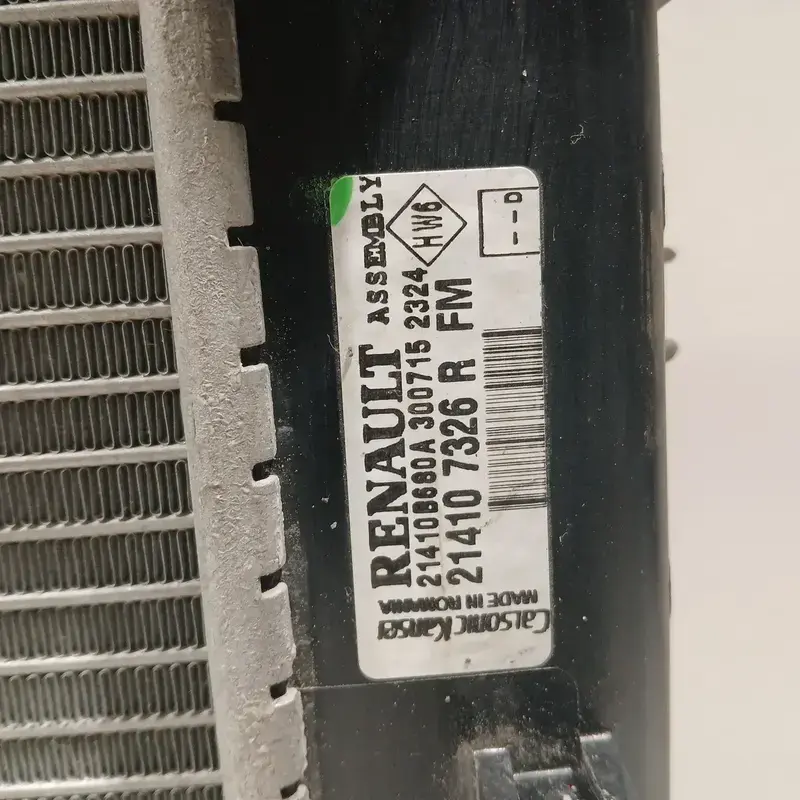 RENAULT ASSEMBLY
21410B680A 300715 2324
21410 7326 R FM
HW6
--D
Calsonic Kansei
MADE IN ROMANIA